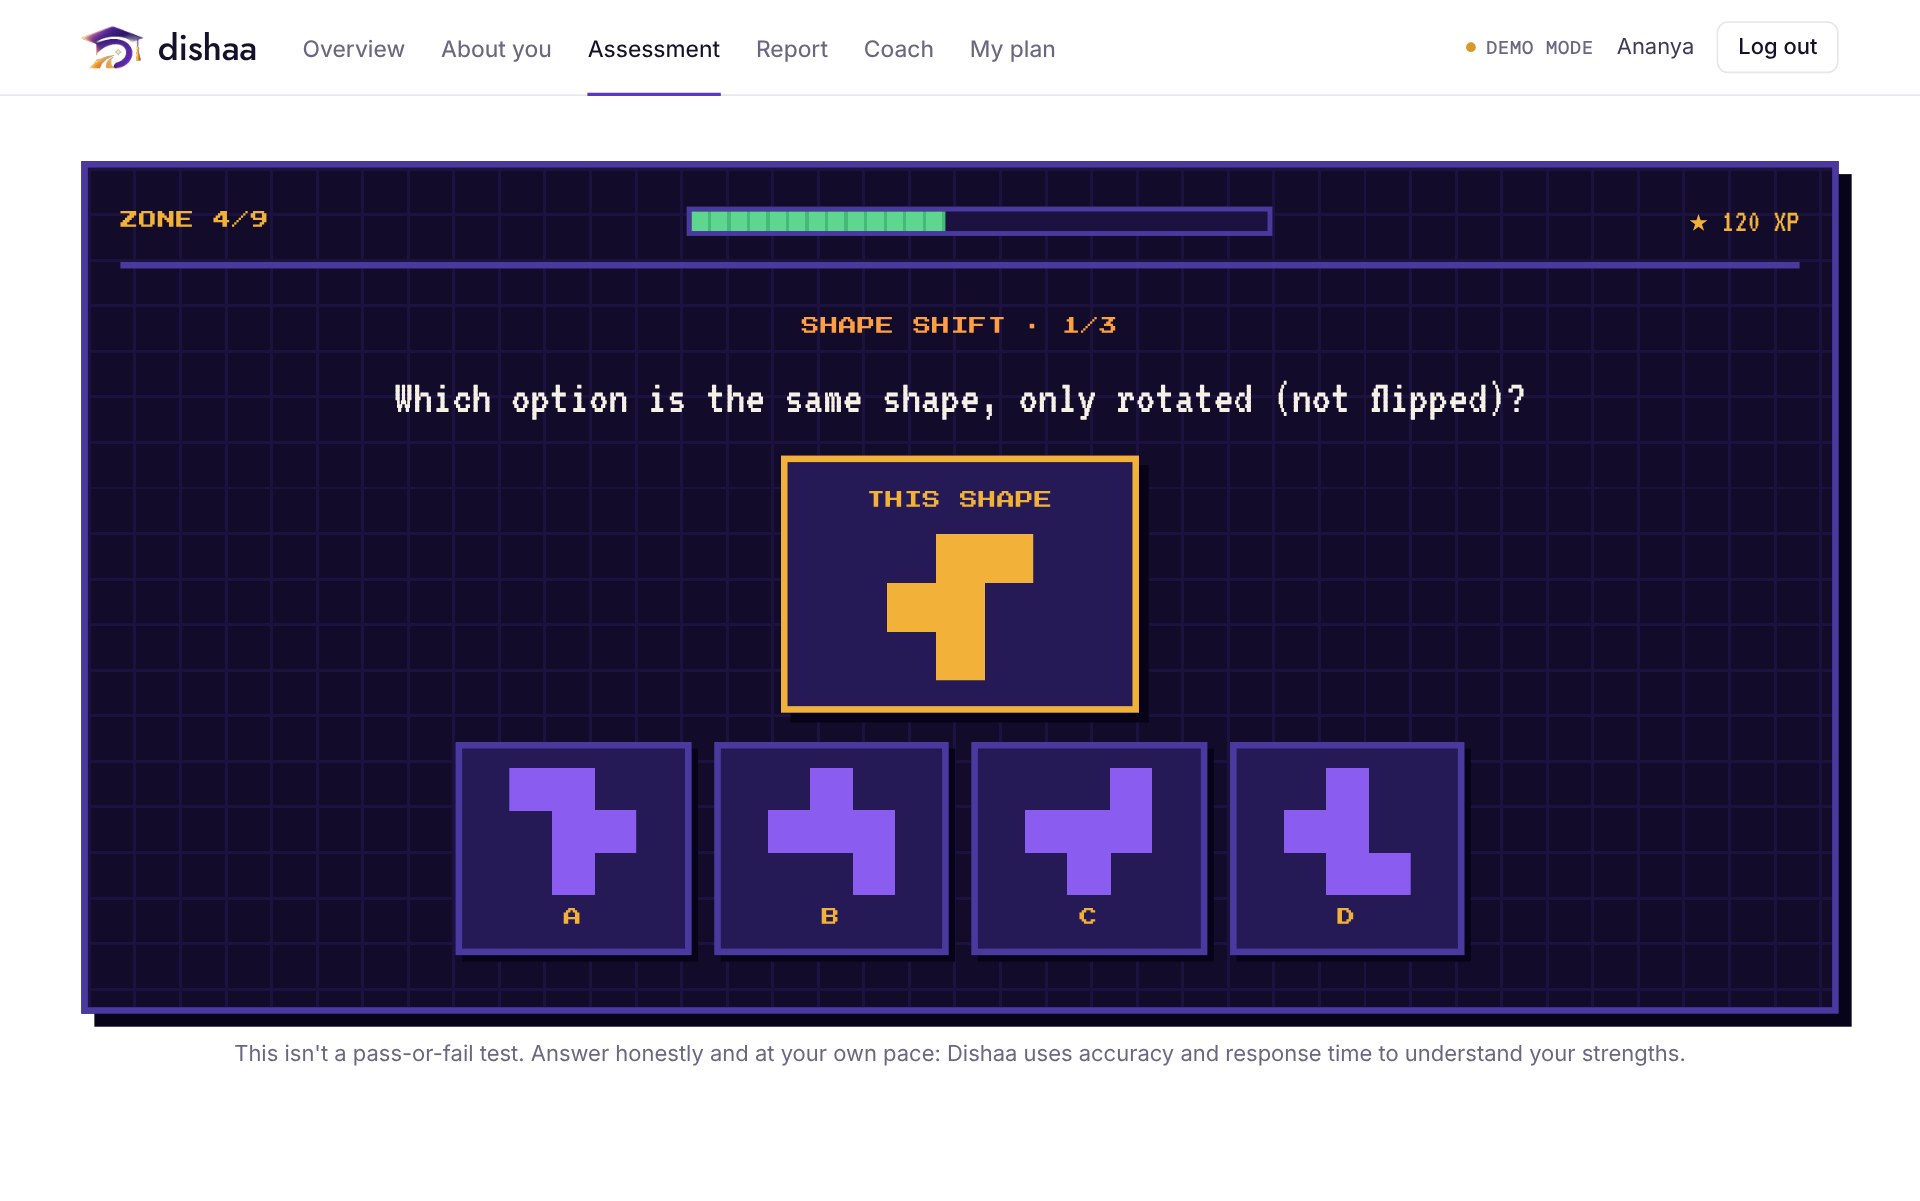 dishaa Overview About you Assessment Report Coach My plan DEMO MODE Ananya Log out
ZONE 4/9 ★ 120 XP
SHAPE SHIFT · 1/3
Which option is the same shape, only rotated (not flipped)?
THIS SHAPE
A B C D
This isn't a pass-or-fail test. Answer honestly and at your own pace: Dishaa uses accuracy and response time to understand your strengths.